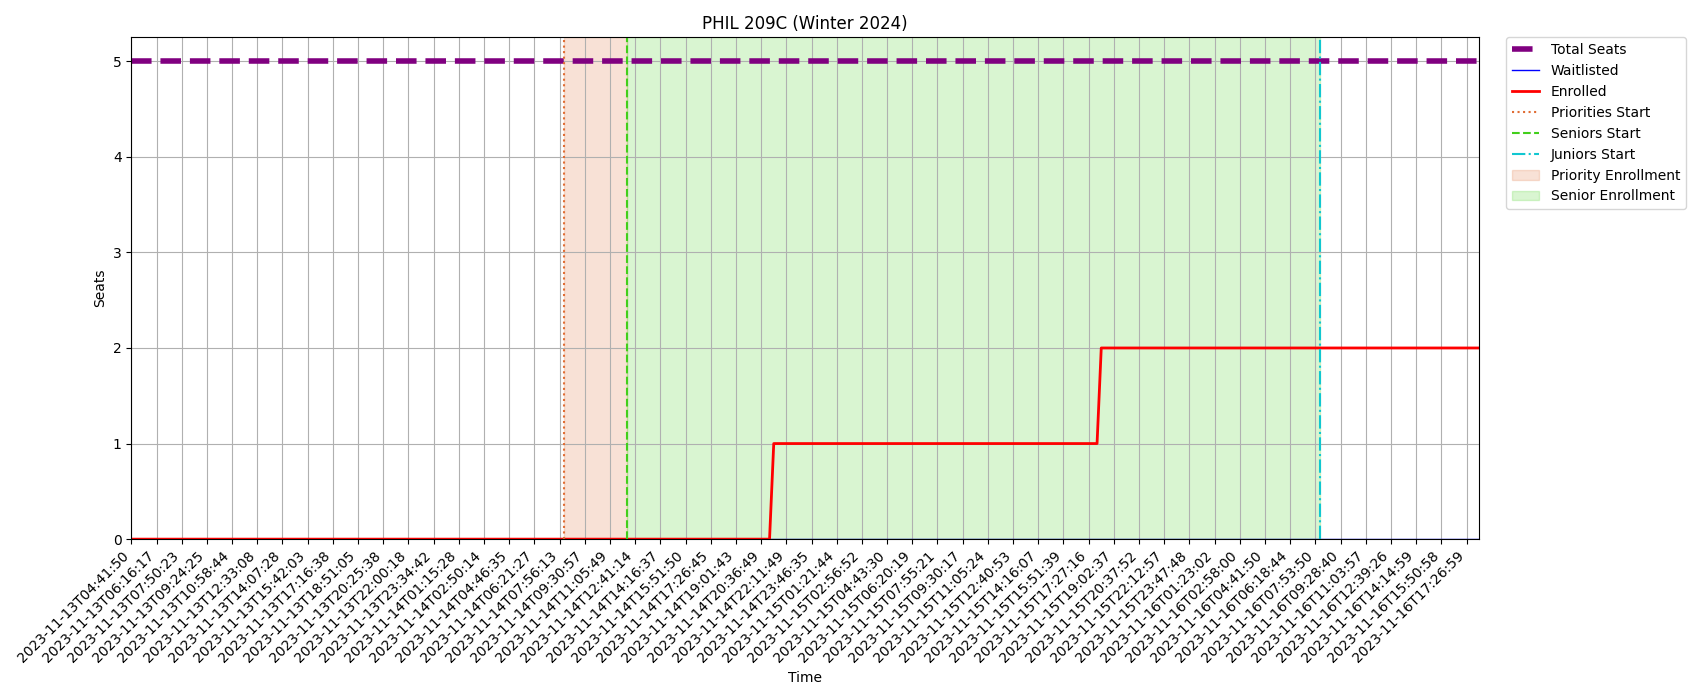 PHIL 209C (Winter 2024)
Total Seats
Waitlisted
Enrolled
Priorities Start
Seniors Start
Juniors Start
Priority Enrollment
Senior Enrollment
Seats
5
4
3
2
1
0
2023-11-13T04:41:50
2023-11-13T06:16:17
2023-11-13T07:50:23
2023-11-13T09:24:25
2023-11-13T10:58:44
2023-11-13T12:33:08
2023-11-13T14:07:28
2023-11-13T15:42:03
2023-11-13T17:16:38
2023-11-13T18:51:05
2023-11-13T20:25:38
2023-11-13T22:00:18
2023-11-13T23:34:42
2023-11-14T01:15:28
2023-11-14T02:50:14
2023-11-14T04:46:35
2023-11-14T06:21:27
2023-11-14T07:56:13
2023-11-14T09:30:57
2023-11-14T11:05:49
2023-11-14T12:41:14
2023-11-14T14:16:37
2023-11-14T15:51:50
2023-11-14T17:26:45
2023-11-14T19:01:43
2023-11-14T20:36:49
2023-11-14T22:11:49
2023-11-14T23:46:35
2023-11-15T01:21:44
2023-11-15T02:56:52
2023-11-15T04:43:30
2023-11-15T06:20:19
2023-11-15T07:55:21
2023-11-15T09:30:17
2023-11-15T11:05:24
2023-11-15T12:40:53
2023-11-15T14:16:07
2023-11-15T15:51:39
2023-11-15T17:27:16
2023-11-15T19:02:37
2023-11-15T20:37:52
2023-11-15T22:12:57
2023-11-15T23:47:48
2023-11-16T01:23:02
2023-11-16T02:58:00
2023-11-16T04:41:50
2023-11-16T06:18:44
2023-11-16T07:53:50
2023-11-16T09:28:40
2023-11-16T11:03:57
2023-11-16T12:39:26
2023-11-16T14:14:59
2023-11-16T15:50:58
2023-11-16T17:26:59
Time